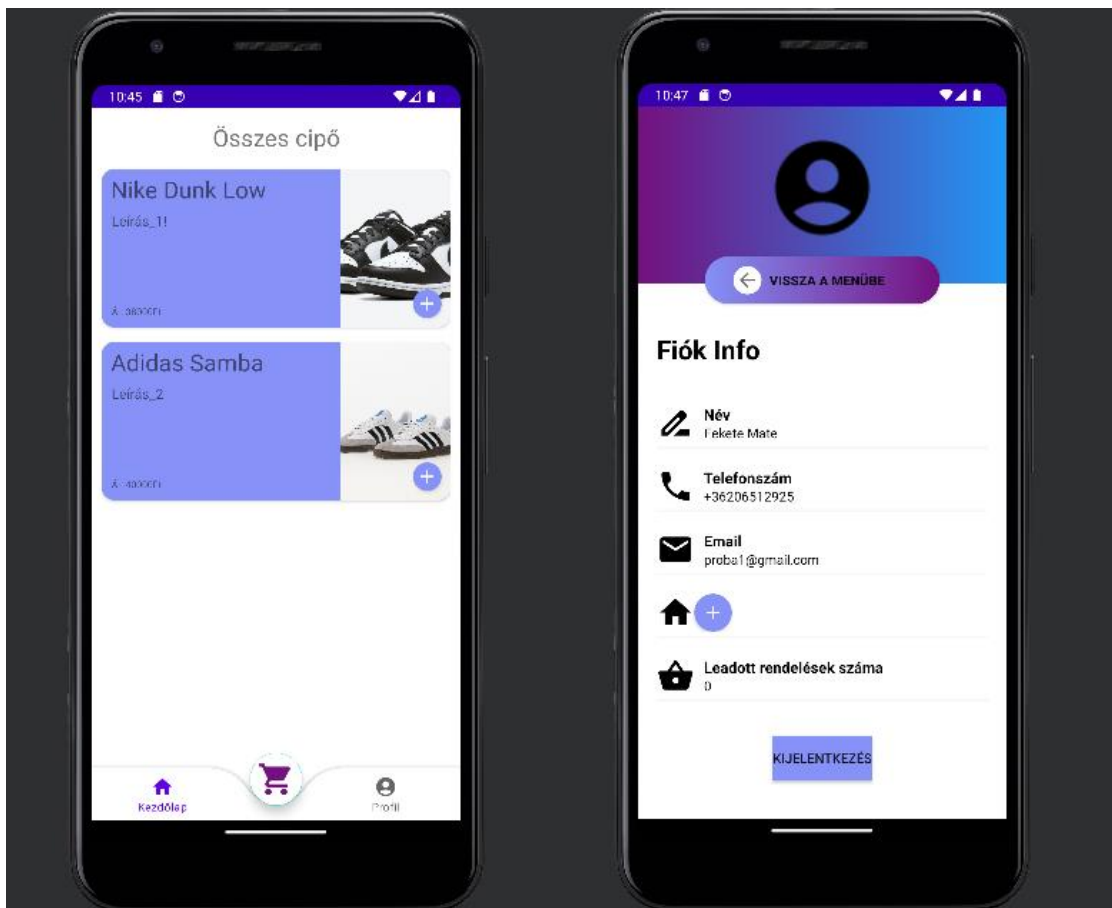 10:45
Összes cipő
Nike Dunk Low
Leírás_1!
Adidas Samba
Leírás_2
Kezdőlap
Profil
10:47
VISSZA A MENÜBE
Fiók Info
Név
Fekete Mate
Telefonszám
+36206512925
Email
proba1@gmail.com
Leadott rendelések száma
0
KIJELENTKEZÉS